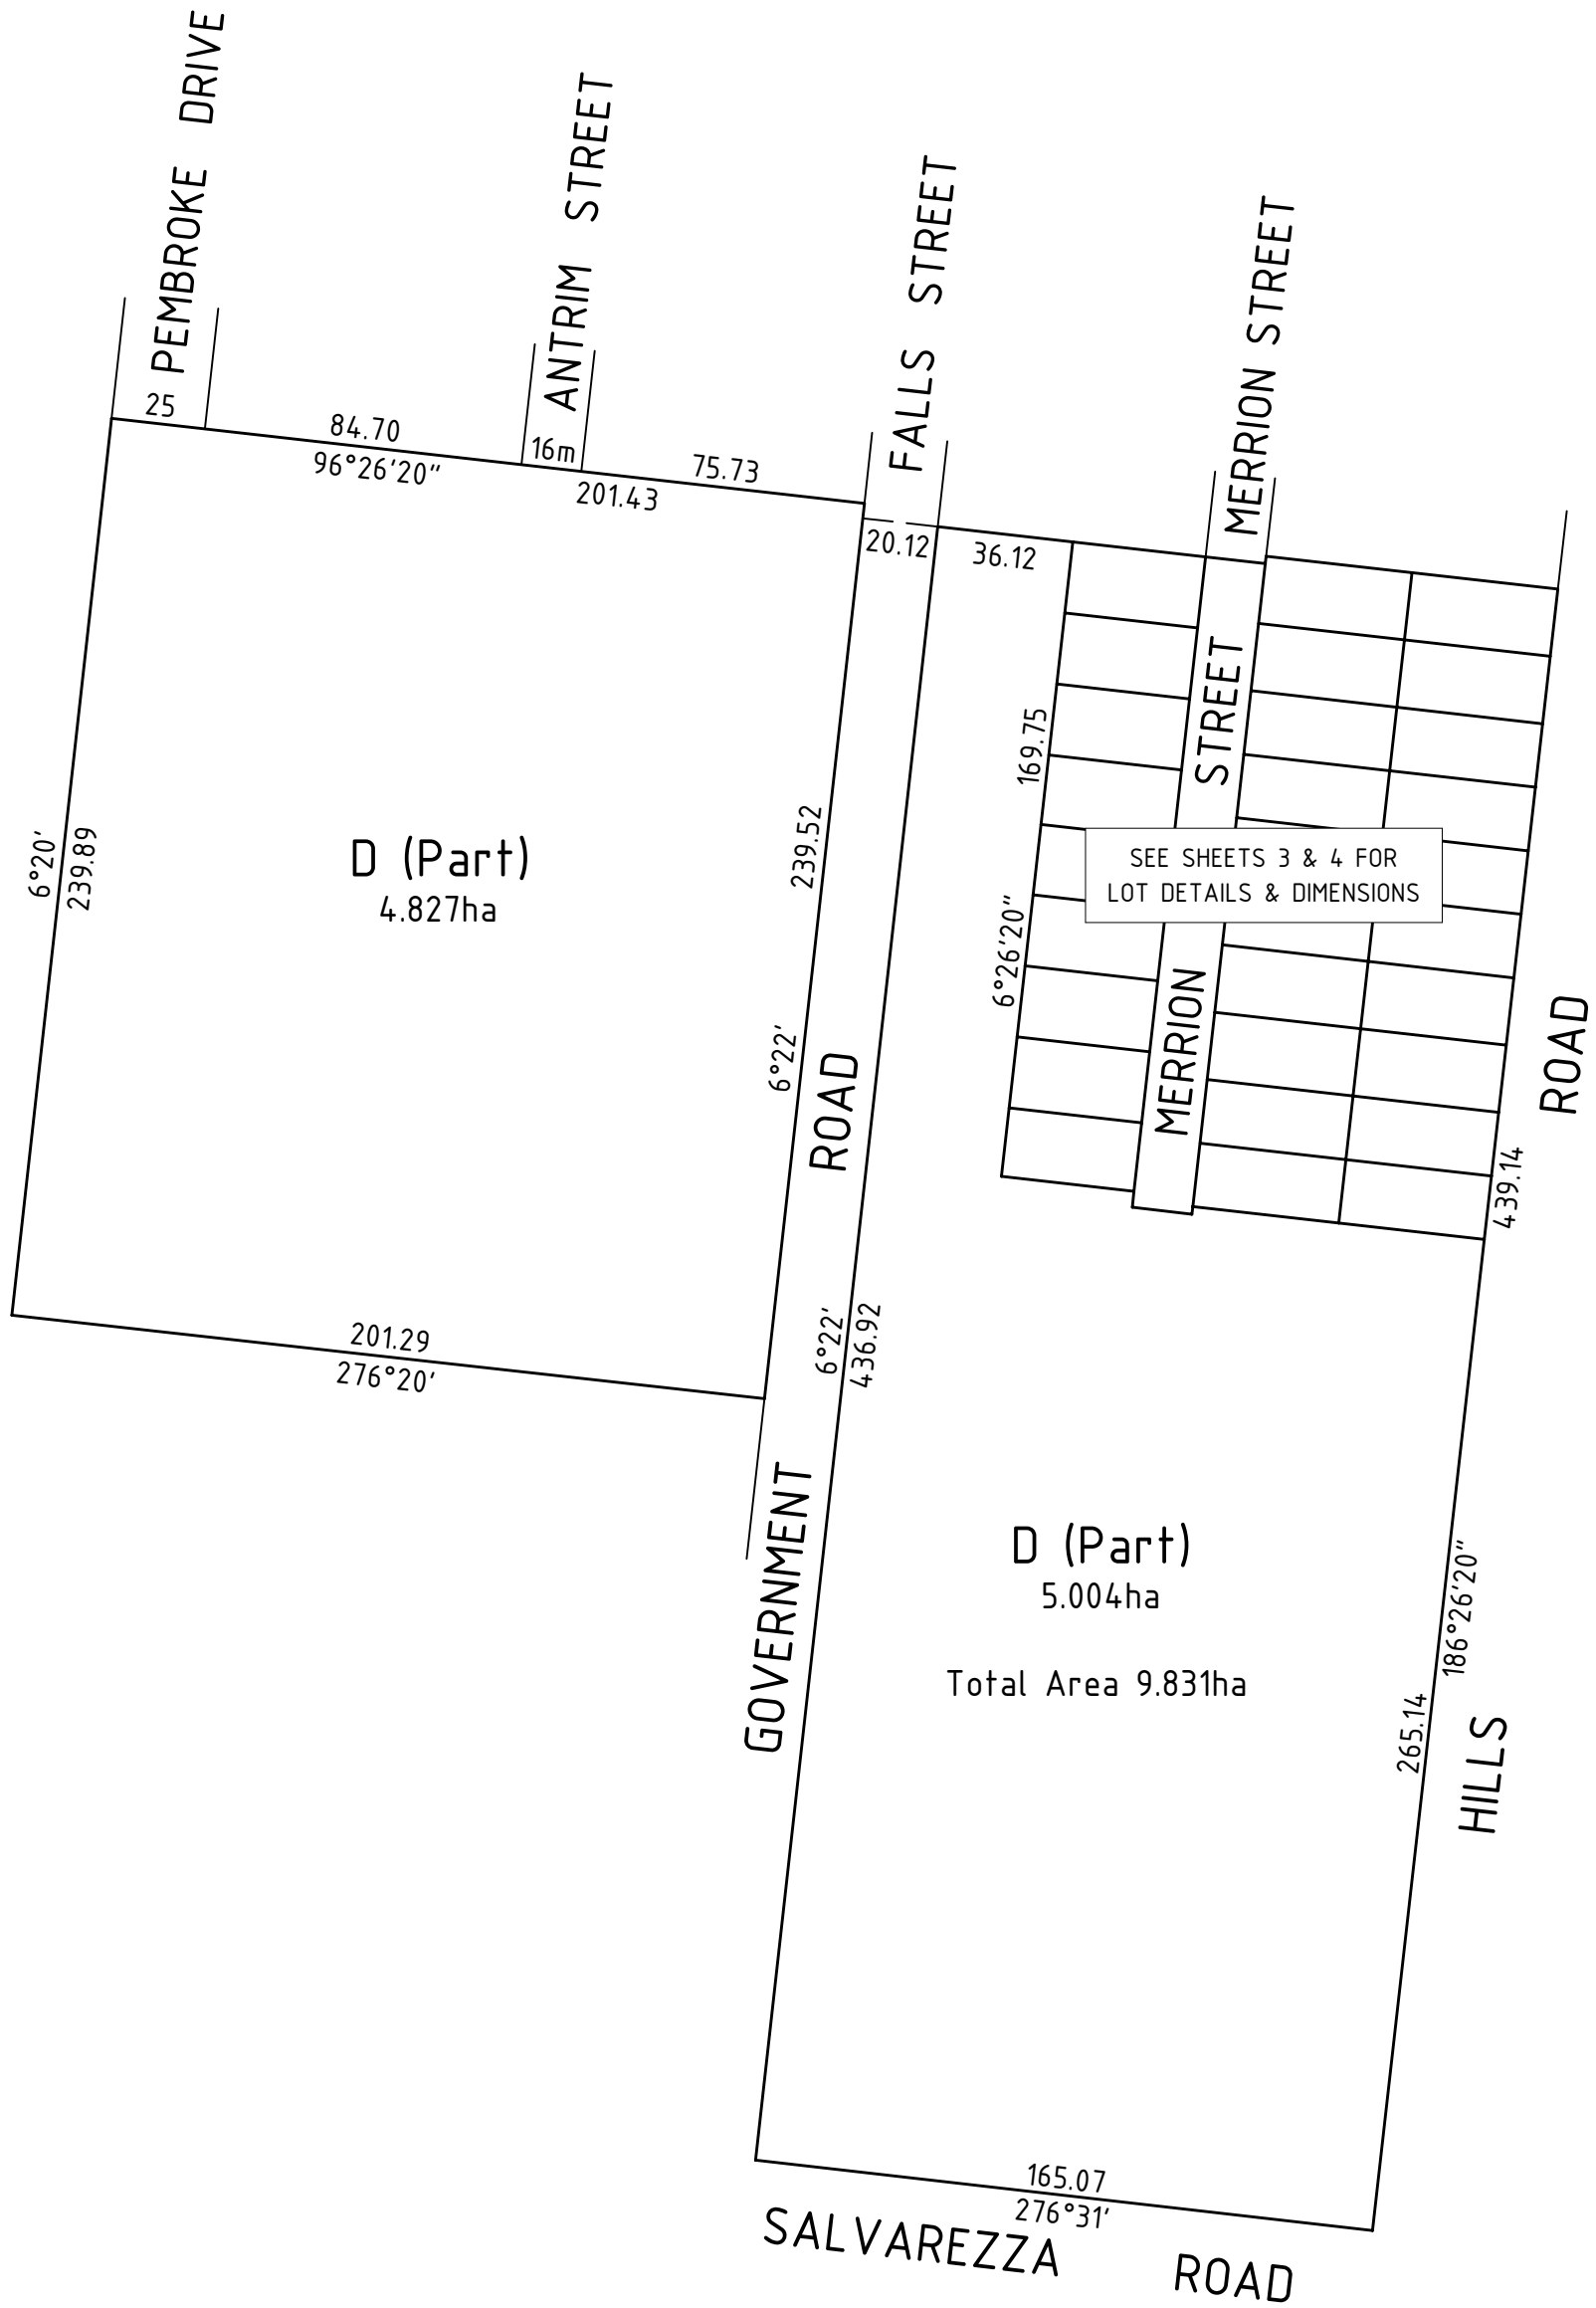 PEMBROKE DRIVE
ANTRIM STREET
FALLS STREET
MERRION STREET
25
84.70
96°26'20"
16m
75.73
201.43
20.12
36.12
169.75
6°26'20"
MERRION STREET
SEE SHEETS 3 & 4 FOR
LOT DETAILS & DIMENSIONS
6°20'
239.89
D (Part)
4.827ha
239.52
6°22'
201.29
276°20'
GOVERNMENT ROAD
6°22'
436.92
439.14
D (Part)
5.004ha
Total Area 9.831ha
186°26'20"
265.14
HILLS ROAD
165.07
276°31'
SALVAREZZA ROAD